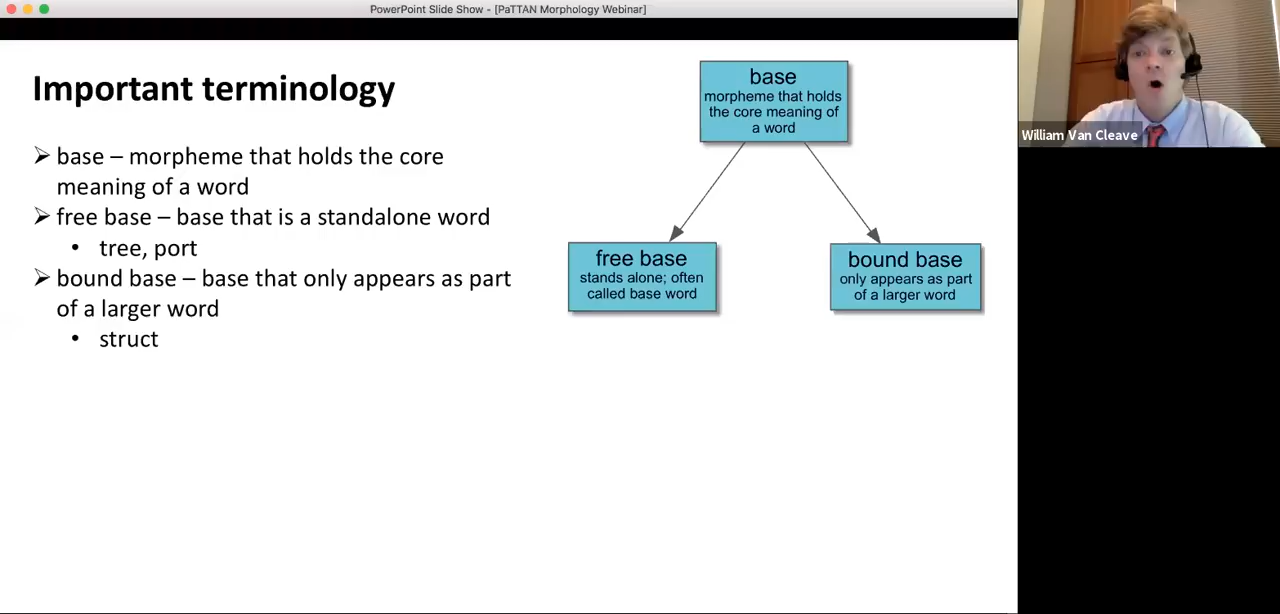 PowerPoint Slide Show - [PaTTAN Morphology Webinar]
Important terminology
➢ base – morpheme that holds the core
meaning of a word
➢ free base – base that is a standalone word
• tree, port
➢ bound base – base that only appears as part
of a larger word
• struct
base
morpheme that holds
the core meaning of
a word
free base
stands alone; often
called base word
bound base
only appears as part
of a larger word
William Van Cleave